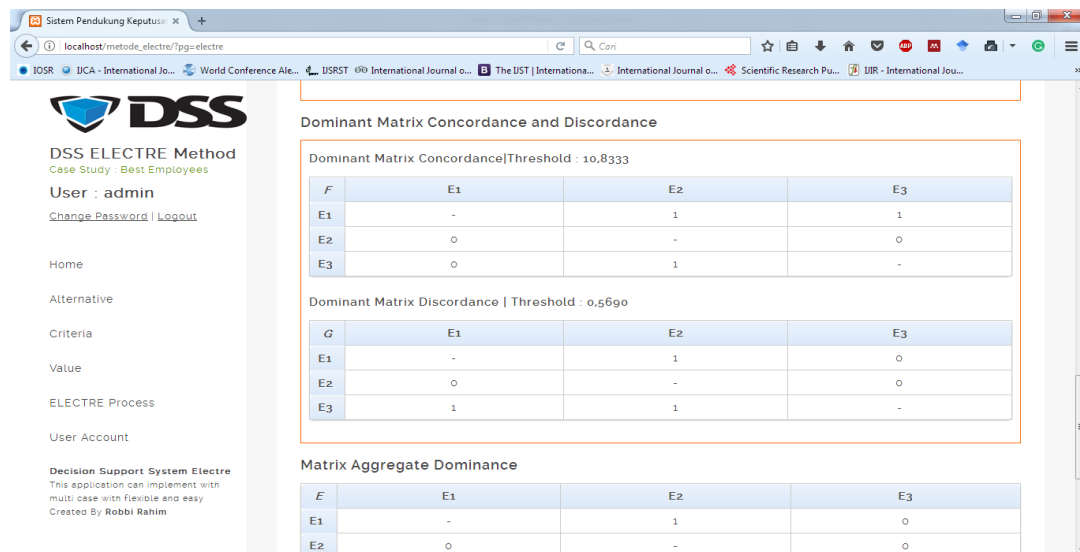 Sistem Pendukung Keputusa
localhost/metode_electre/?pg=electre
Cari
ABP
IOSR
IJCA - International Jo...
World Conference Ale...
IJSRST
International Journal o...
The IJST | Internationa...
International Journal o...
Scientific Research Pu...
IJIR - International Jou...
DSS
DSS ELECTRE Method
Case Study : Best Employees
User : admin
Change Password | Logout
Home
Alternative
Criteria
Value
ELECTRE Process
User Account
Decision Support System Electre
This application can implement with
multi case with flexible and easy
Created By Robbi Rahim
Dominant Matrix Concordance and Discordance
Dominant Matrix Concordance|Threshold : 10,8333
F E1 E2 E3
E1 - 1 1
E2 0 - 0
E3 0 1 -
Dominant Matrix Discordance | Threshold : 0,5690
G E1 E2 E3
E1 - 1 0
E2 0 - 0
E3 1 1 -
Matrix Aggregate Dominance
E E1 E2 E3
E1 - 1 0
E2 0 - 0